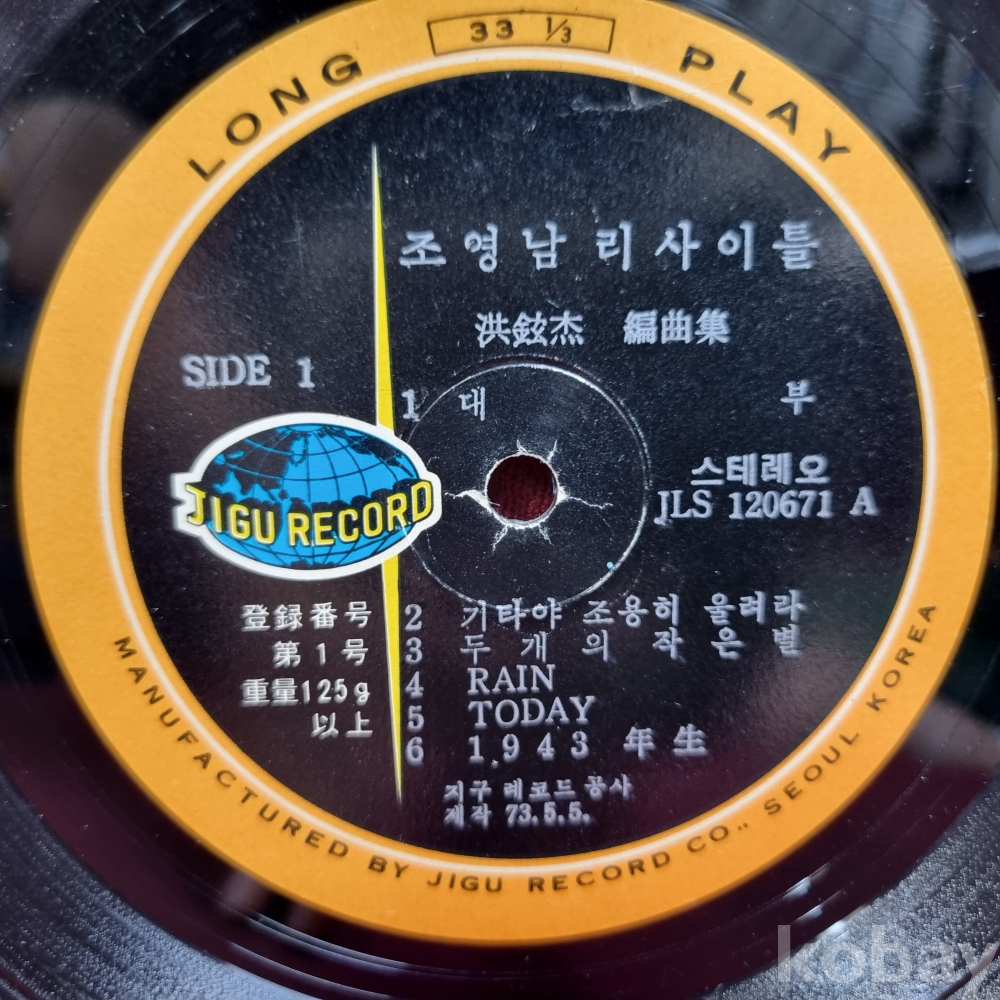 LONG PLAY
33 1/3
조영남 리사이틀
洪鉉杰 編曲集
SIDE 1
1 대 부
스테레오
JLS 120671 A
JIGU RECORD
登録番号
第1号
重量125g
以上
2 기타야 조용히 울려라
3 두 개 의 작 은 별
4 RAIN
5 TODAY
6 1943 年生
지구 레코드 공사
제작 73.5.5.
MANUFACTURED BY JIGU RECORD CO., SEOUL KOREA
kobay